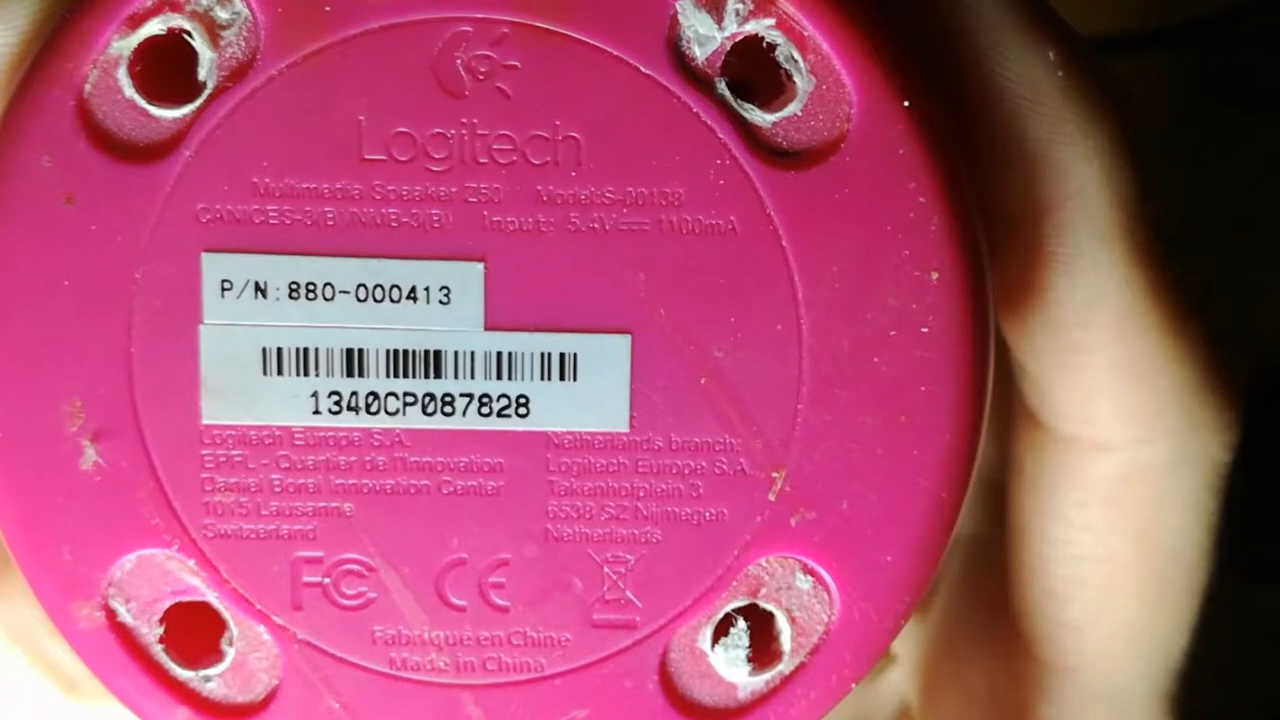 Logitech
Multimedia Speaker Z50 Model:S-00138
CANICES-3(B)/NMB-3(B) Input: 5.4V⎓1100mA
P/N:880-000413
1340CP087828
Logitech Europe S.A.
EPFL - Quartier de l'Innovation
Daniel Borel Innovation Center
1015 Lausanne
Switzerland
Netherlands branch:
Logitech Europe S.A.
Takenhofplein 3
6538 SZ Nijmegen
Netherlands
FC CE
Fabriqué en Chine
Made in China